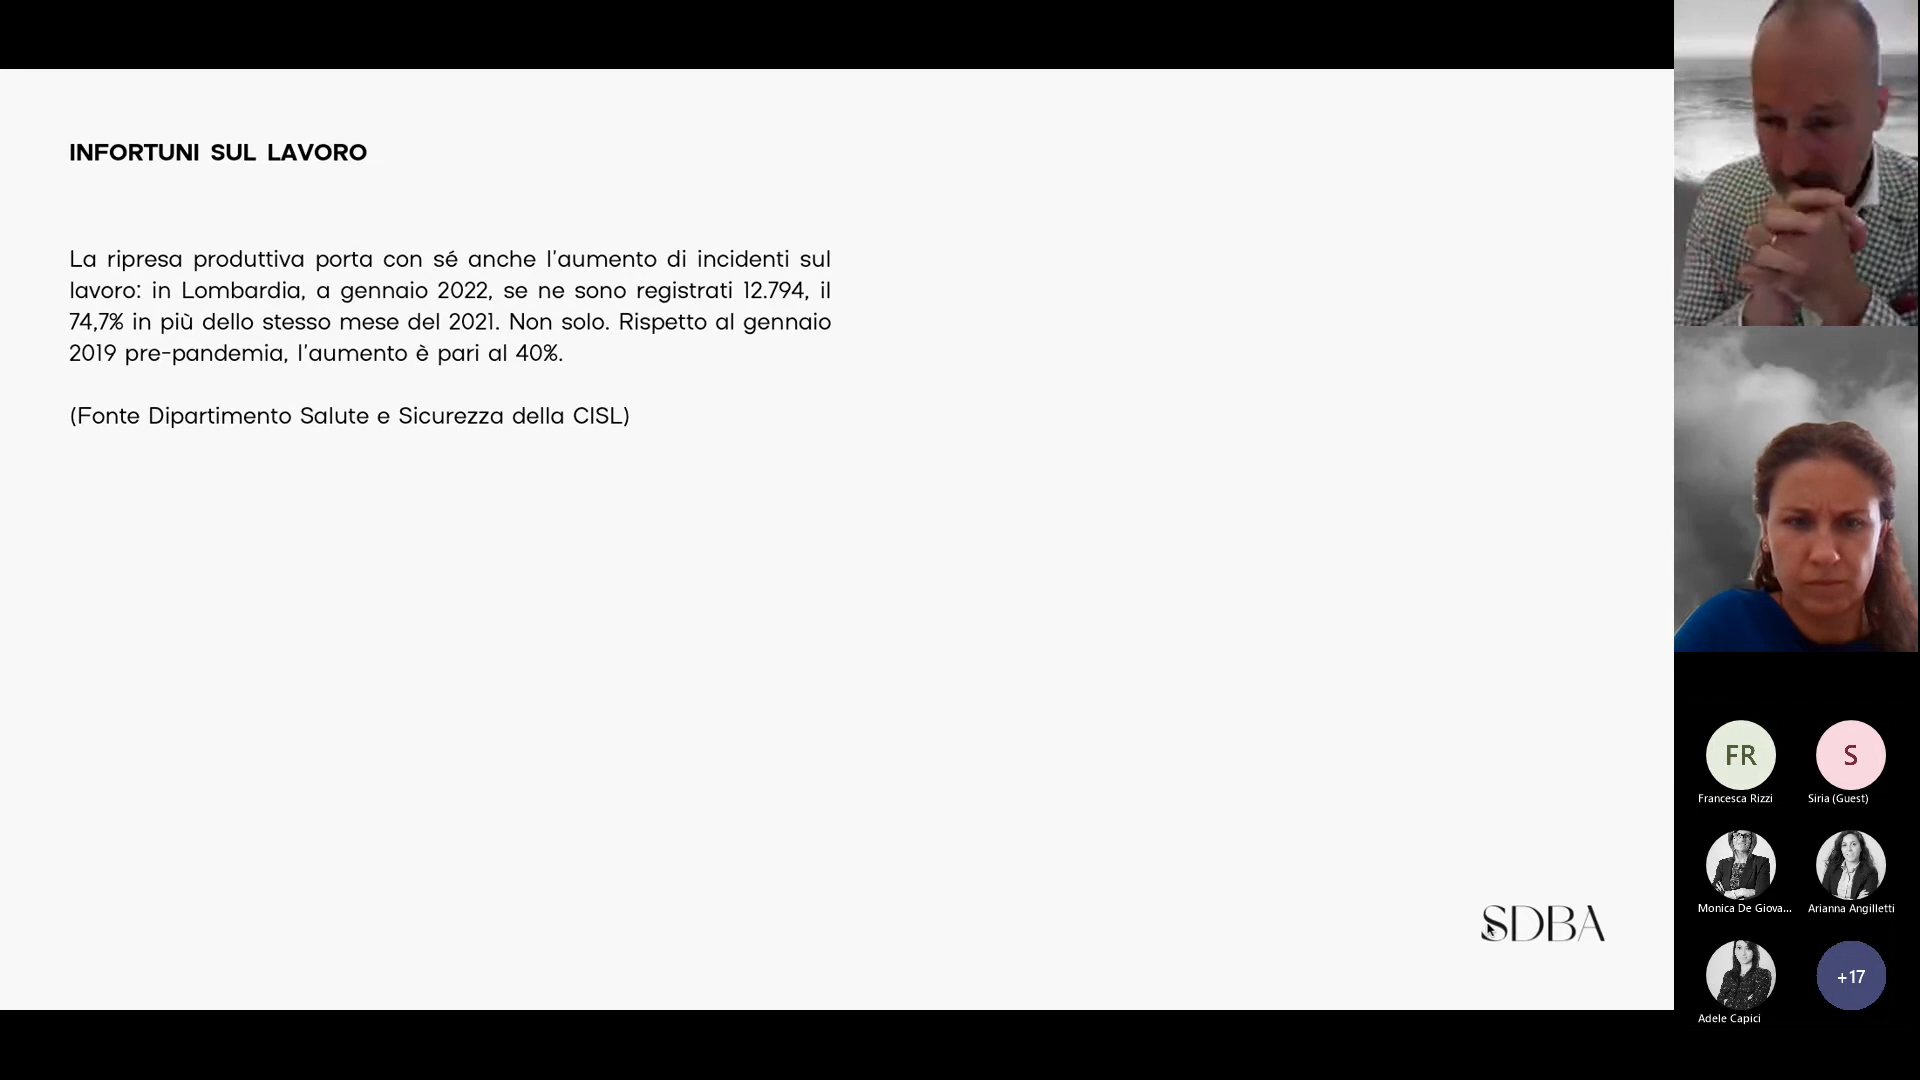 INFORTUNI SUL LAVORO
La ripresa produttiva porta con sé anche l'aumento di incidenti sul
lavoro: in Lombardia, a gennaio 2022, se ne sono registrati 12.794, il
74,7% in più dello stesso mese del 2021. Non solo. Rispetto al gennaio
2019 pre-pandemia, l'aumento è pari al 40%.
(Fonte Dipartimento Salute e Sicurezza della CISL)
SDBA
FR
S
Francesca Rizzi
Siria (Guest)
Monica De Giova...
Arianna Angilletti
+17
Adele Capici